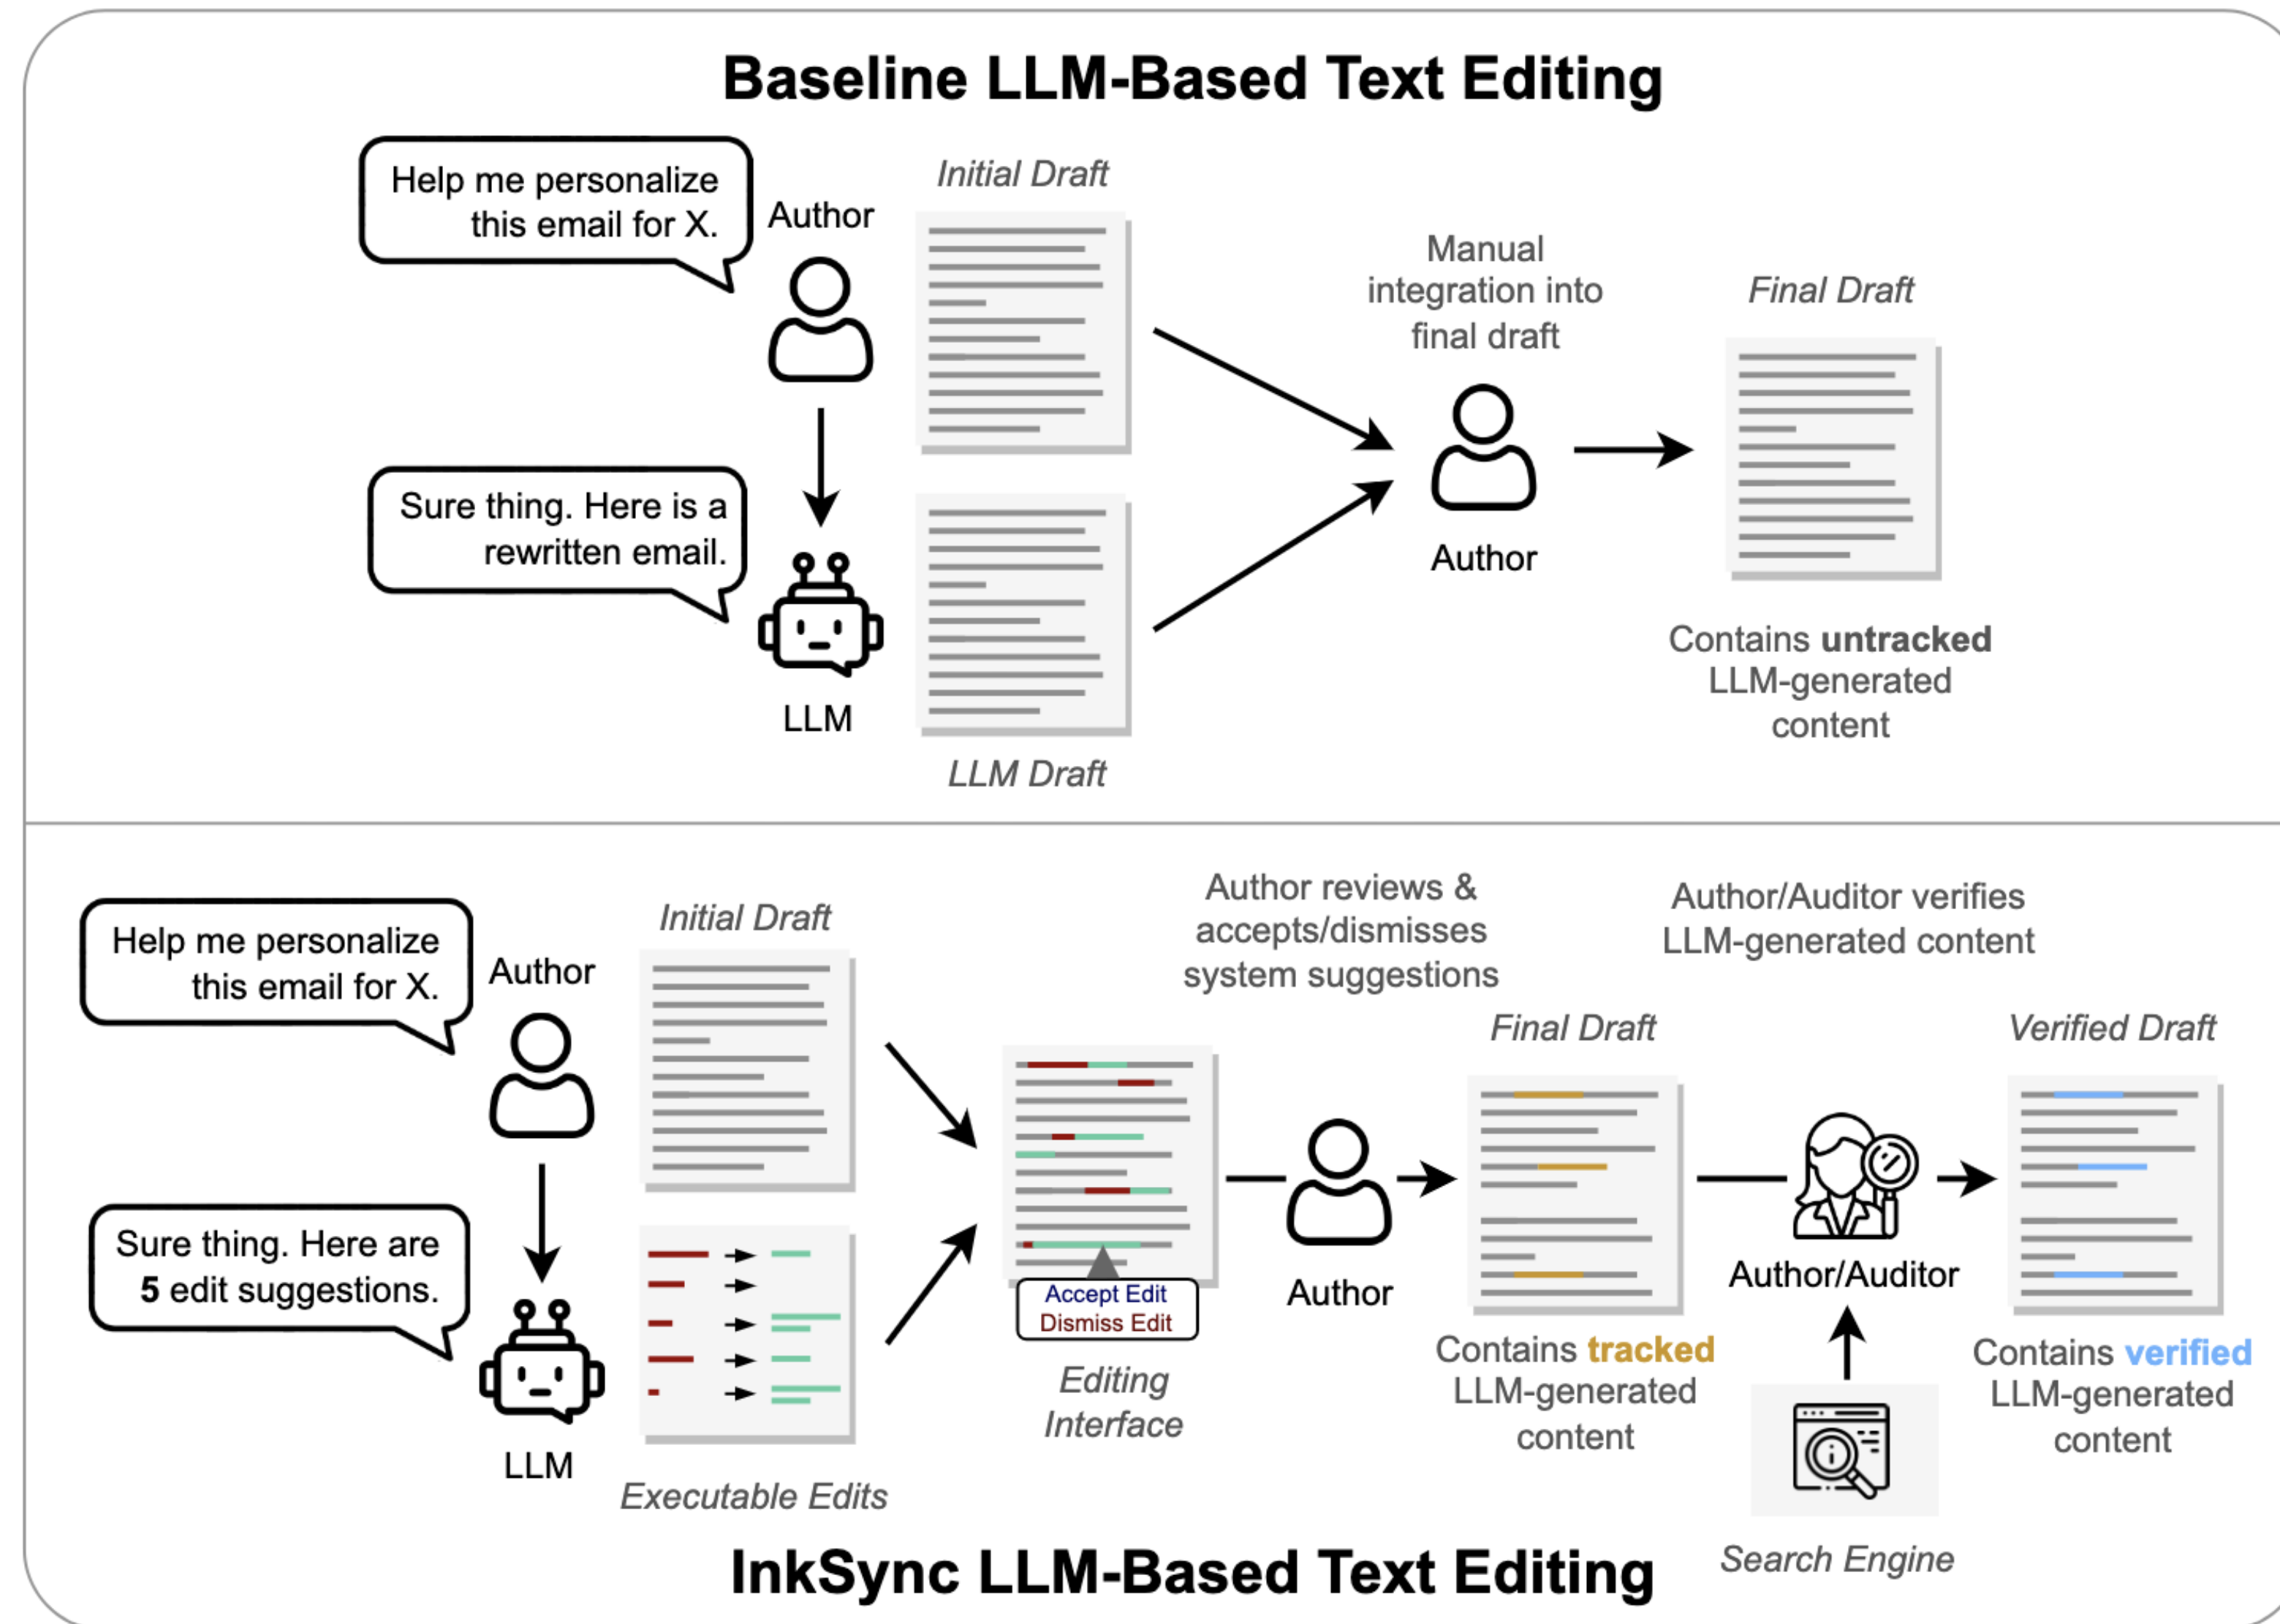 Baseline LLM-Based Text Editing
Help me personalize
this email for X.
Author
Initial Draft
Sure thing. Here is a
rewritten email.
LLM
LLM Draft
Manual
integration into
final draft
Author
Final Draft
Contains untracked
LLM-generated
content
Help me personalize
this email for X.
Author
Initial Draft
Sure thing. Here are
5 edit suggestions.
LLM
Executable Edits
Accept Edit
Dismiss Edit
Editing
Interface
Author reviews &
accepts/dismisses
system suggestions
Author
Final Draft
Contains tracked
LLM-generated
content
Author/Auditor verifies
LLM-generated content
Author/Auditor
Search Engine
Verified Draft
Contains verified
LLM-generated
content
InkSync LLM-Based Text Editing